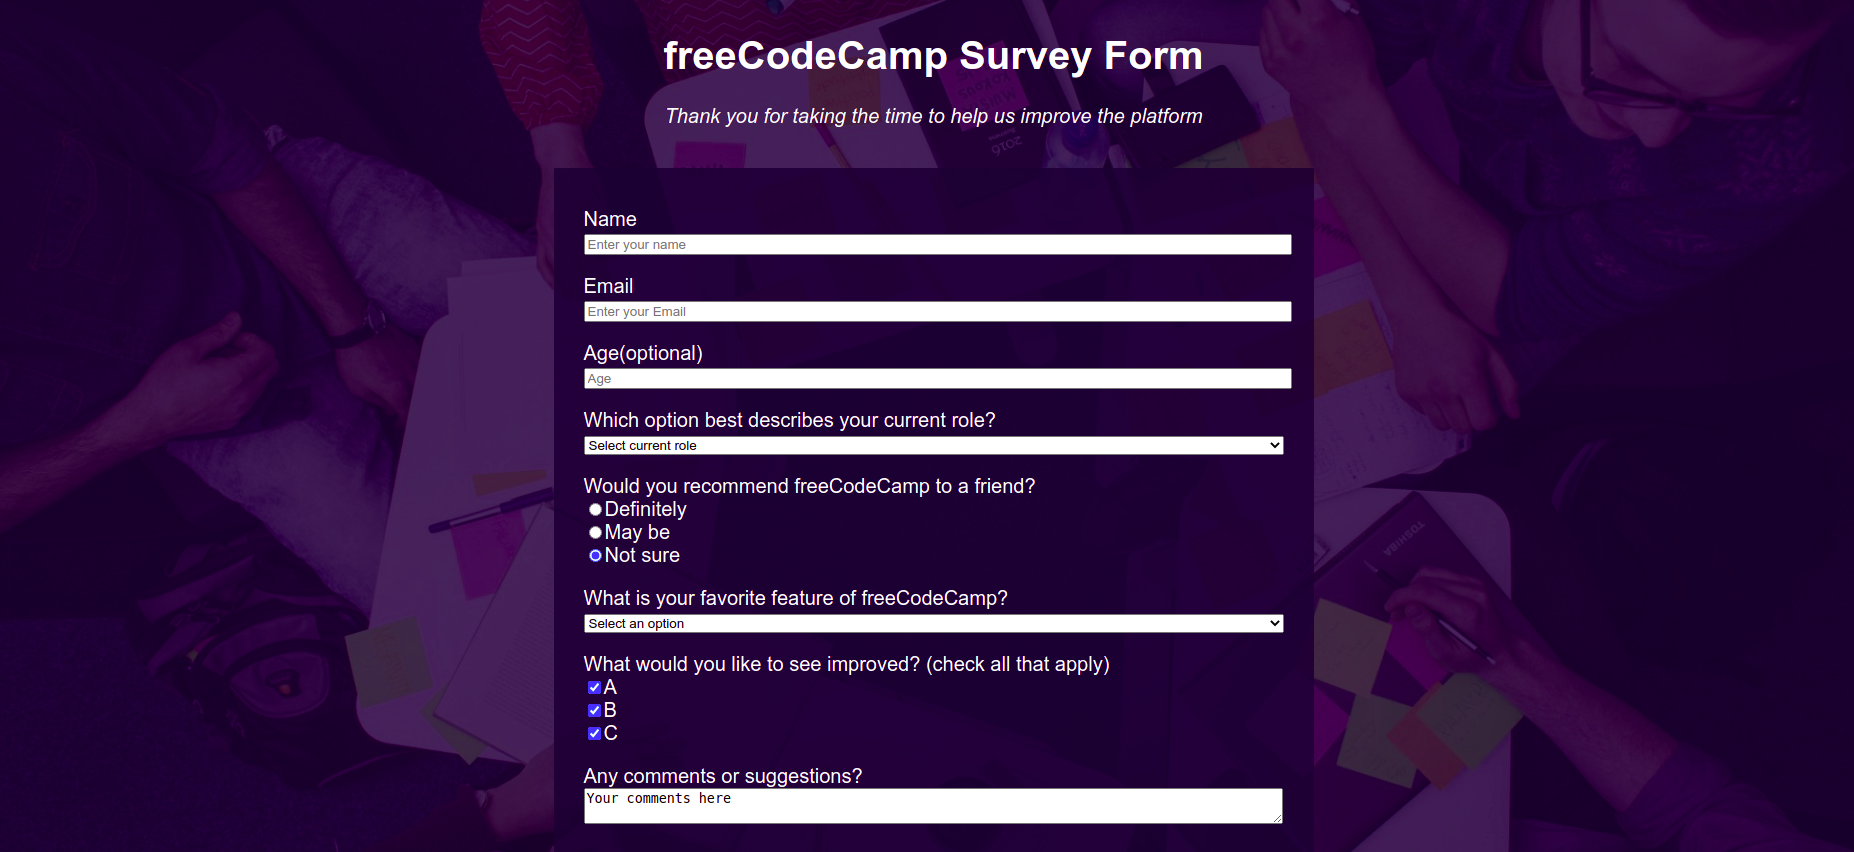 freeCodeCamp Survey Form
Thank you for taking the time to help us improve the platform
2016
Name
Enter your name
Email
Enter your Email
Age(optional)
Age
Which option best describes your current role?
Select current role
Would you recommend freeCodeCamp to a friend?
Definitely
May be
Not sure
TOSHIBA
What is your favorite feature of freeCodeCamp?
Select an option
What would you like to see improved? (check all that apply)
A
B
C
Any comments or suggestions?
Your comments here